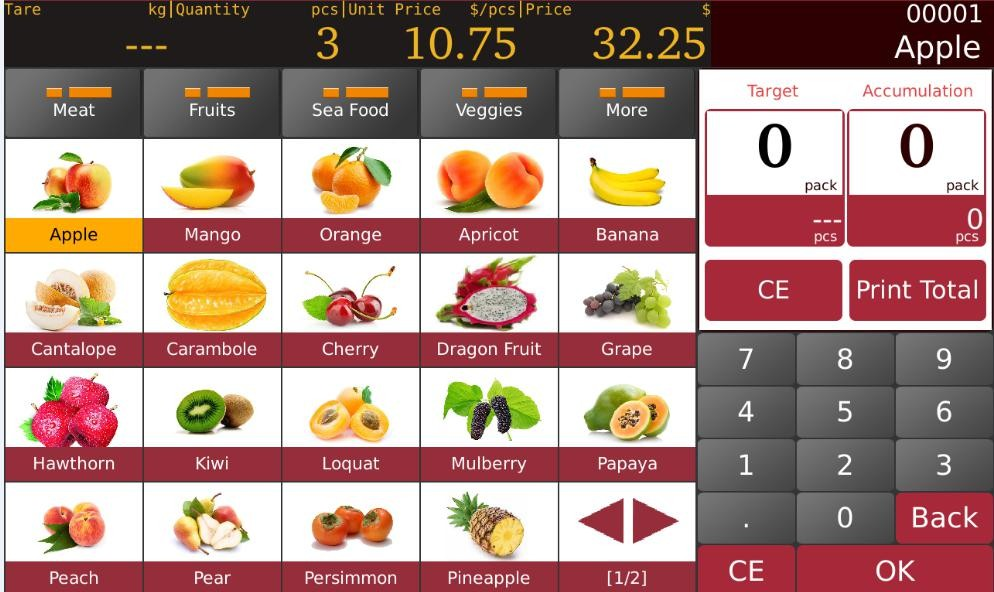 Tare kg|Quantity pcs|Unit Price $/pcs|Price $
--- 3 10.75 32.25
00001
Apple
Meat Fruits Sea Food Veggies More
Target Accumulation
0 0
pack pack
--- 0
pcs pcs
CE Print Total
Apple Mango Orange Apricot Banana
Cantalope Carambole Cherry Dragon Fruit Grape
Hawthorn Kiwi Loquat Mulberry Papaya
Peach Pear Persimmon Pineapple [1/2]
7 8 9
4 5 6
1 2 3
. 0 Back
CE OK